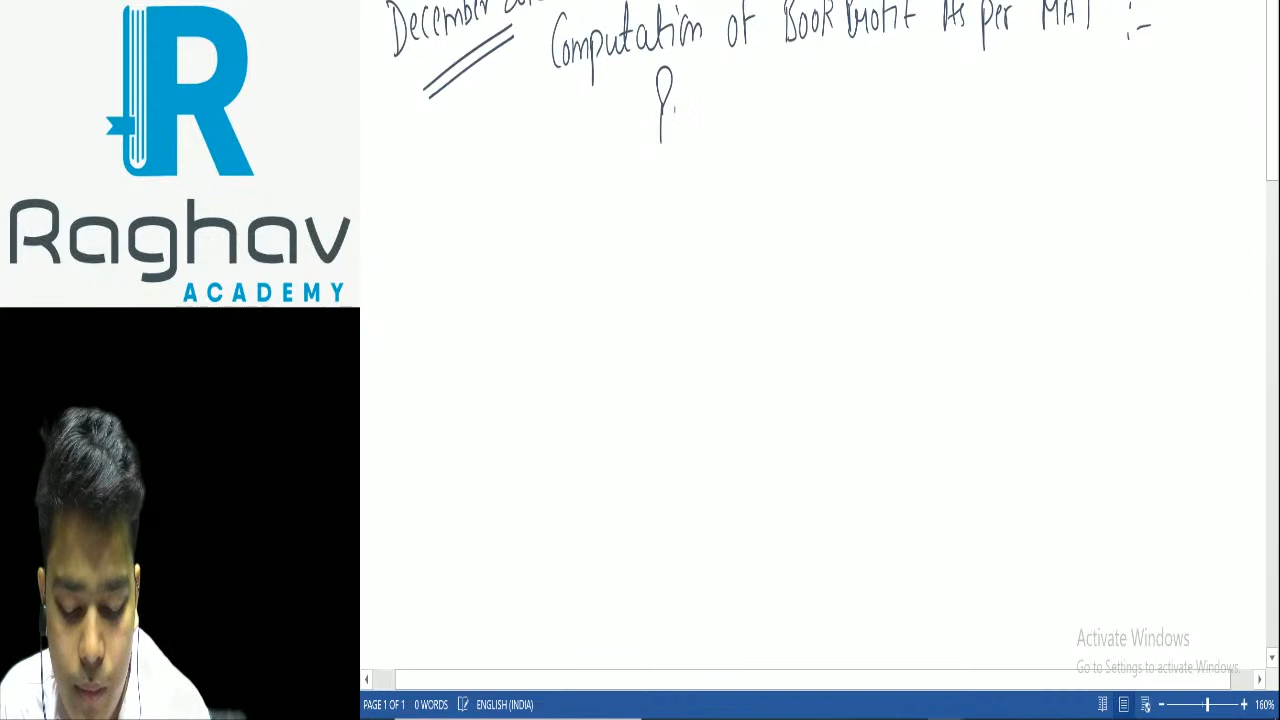 December
Computation of Book Profit As per MAT :-
P
R
Raghav
ACADEMY
Activate Windows
Go to Settings to activate Windows.
PAGE 1 OF 1 0 WORDS ENGLISH (INDIA) 160%